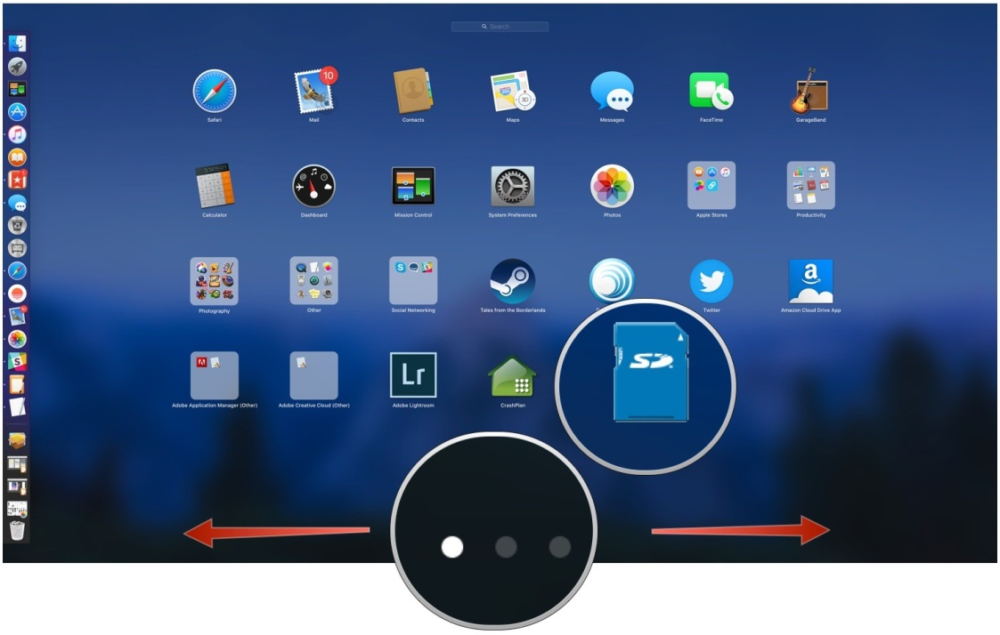 Search
10
Safari
Mail
Contacts
3D
Maps
Messages
FaceTime
GarageBand
Calculator
Dashboard
Mission Control
System Preferences
Photos
Apple Stores
Productivity
Photography
Other
Social Networking
Tales from the Borderlands
Twitter
a
Amazon Cloud Drive App
SD
Lr
Adobe Application Manager (Other)
Adobe Creative Cloud (Other)
Adobe Lightroom
CrashPlan